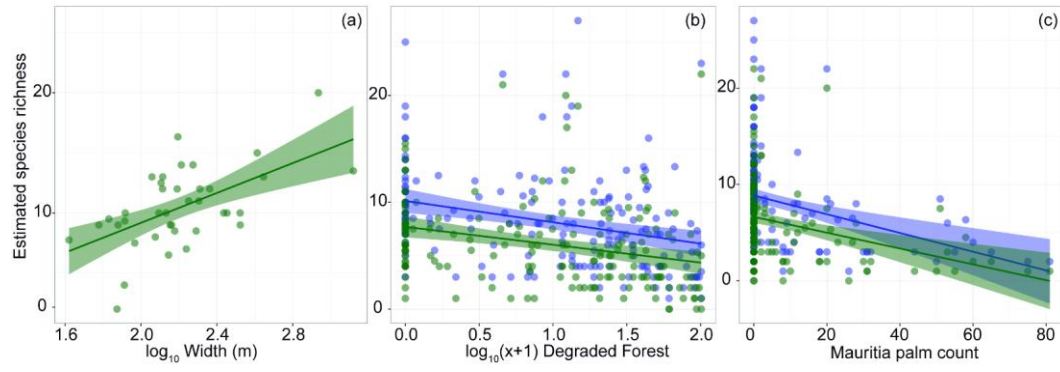 Estimated species richness
(a)
20
10
0
1.6 2.0 2.4 2.8
log10 Width (m)
(b)
20
10
0
0.0 0.5 1.0 1.5 2.0
log10(x+1) Degraded Forest
(c)
20
10
0
0 20 40 60 80
Mauritia palm count